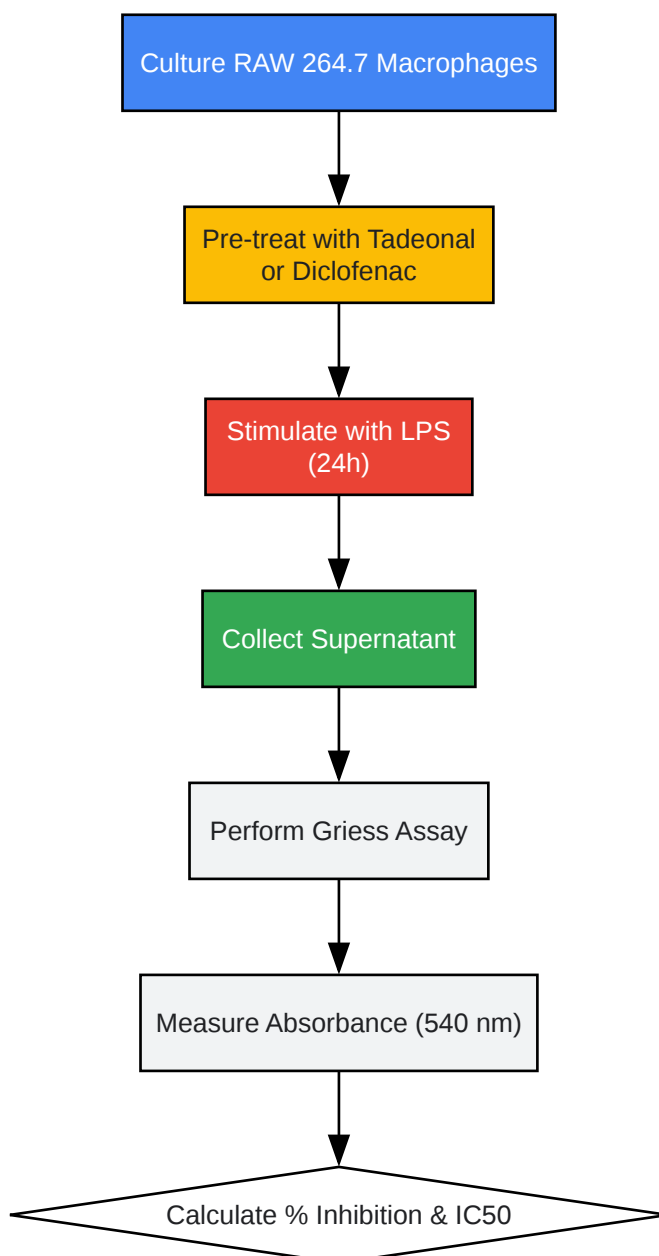 Culture RAW 264.7 Macrophages
Pre-treat with Tadeonal
or Diclofenac
Stimulate with LPS
(24h)
Collect Supernatant
Perform Griess Assay
Measure Absorbance (540 nm)
Calculate % Inhibition & IC50